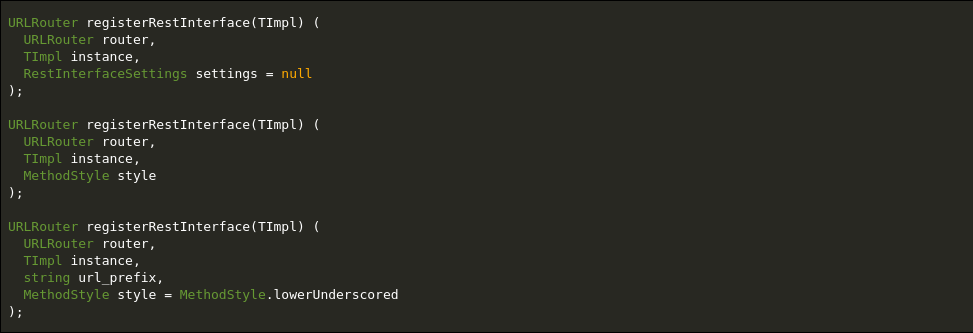 URLRouter registerRestInterface(TImpl) (
  URLRouter router,
  TImpl instance,
  RestInterfaceSettings settings = null
);

URLRouter registerRestInterface(TImpl) (
  URLRouter router,
  TImpl instance,
  MethodStyle style
);

URLRouter registerRestInterface(TImpl) (
  URLRouter router,
  TImpl instance,
  string url_prefix,
  MethodStyle style = MethodStyle.lowerUnderscored
);